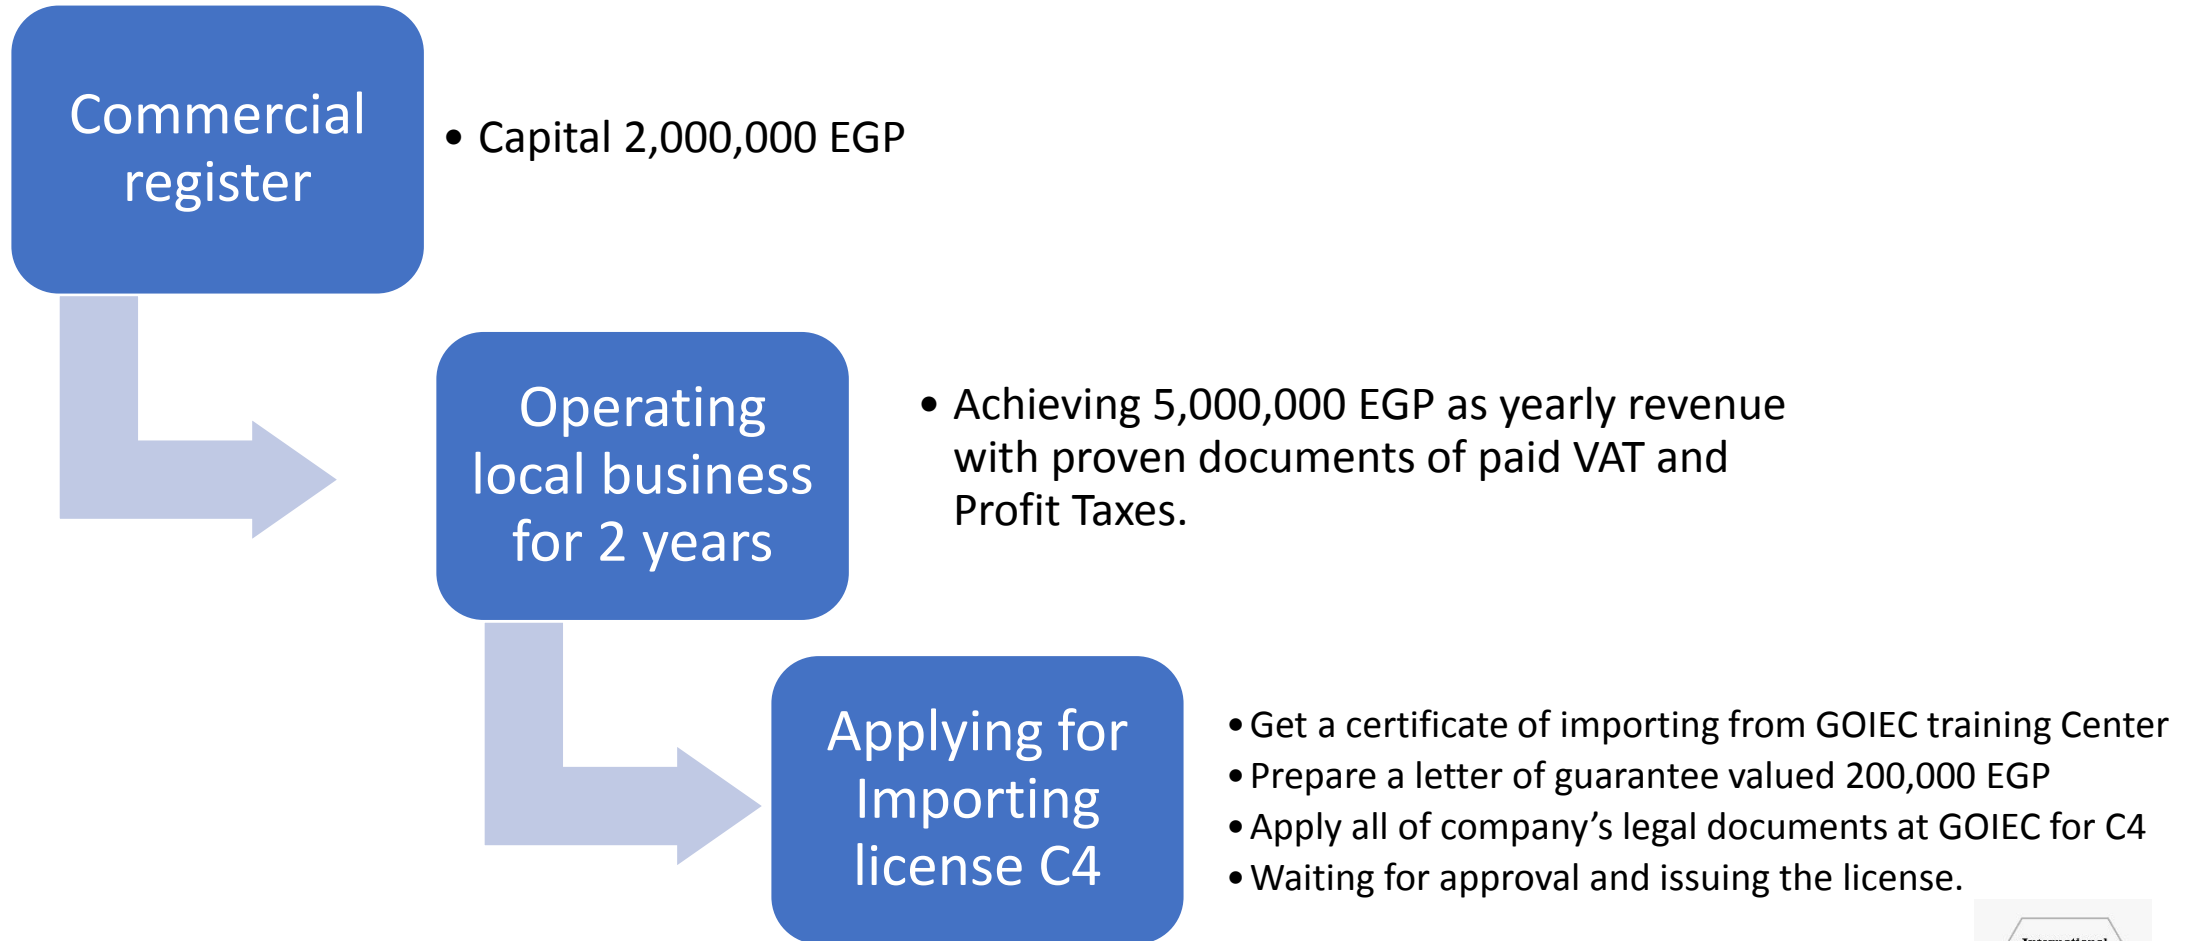 Commercial
register
• Capital 2,000,000 EGP
Operating
local business
for 2 years
• Achieving 5,000,000 EGP as yearly revenue
with proven documents of paid VAT and
Profit Taxes.
Applying for
Importing
license C4
• Get a certificate of importing from GOIEC training Center
• Prepare a letter of guarantee valued 200,000 EGP
• Apply all of company’s legal documents at GOIEC for C4
• Waiting for approval and issuing the license.
International